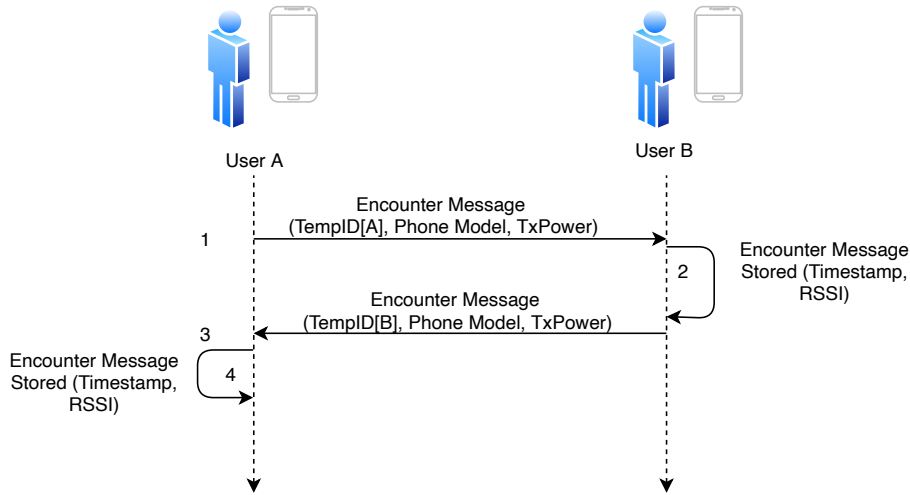 User A
User B
Encounter Message
(TempID[A], Phone Model, TxPower)
1
2
Encounter Message
Stored (Timestamp,
RSSI)
Encounter Message
(TempID[B], Phone Model, TxPower)
3
Encounter Message
Stored (Timestamp,
RSSI)
4